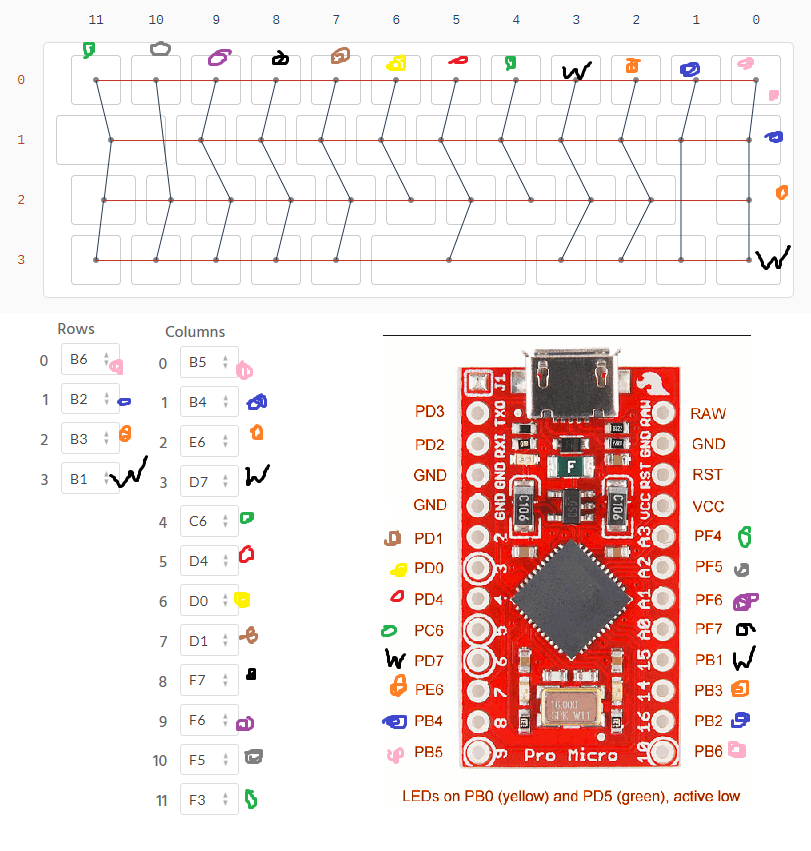 11 10 9 8 7 6 5 4 3 2 1 0
W
0
1
2
3 W
Rows
0 B6
1 B2
2 B3
3 B1 W
Columns
0 B5
1 B4
2 E6
3 D7 W
4 C6
5 D4
6 D0
7 D1
8 F7
9 F6
10 F5
11 F3
J1
PD3 TXO RAW RAW
PD2 RXI GND GND
GND GND RST RST
GND GND VCC VCC
F
PD1 2 A3 PF4
PD0 3 A2 PF5
PD4 4 A1 PF6
PC6 5 A0 PF7
W PD7 6 15 PB1 W
PE6 7 14 PB3
PB4 8 16 PB2
PB5 9 10 PB6
16.000
Pro Micro
LEDs on PB0 (yellow) and PD5 (green), active low